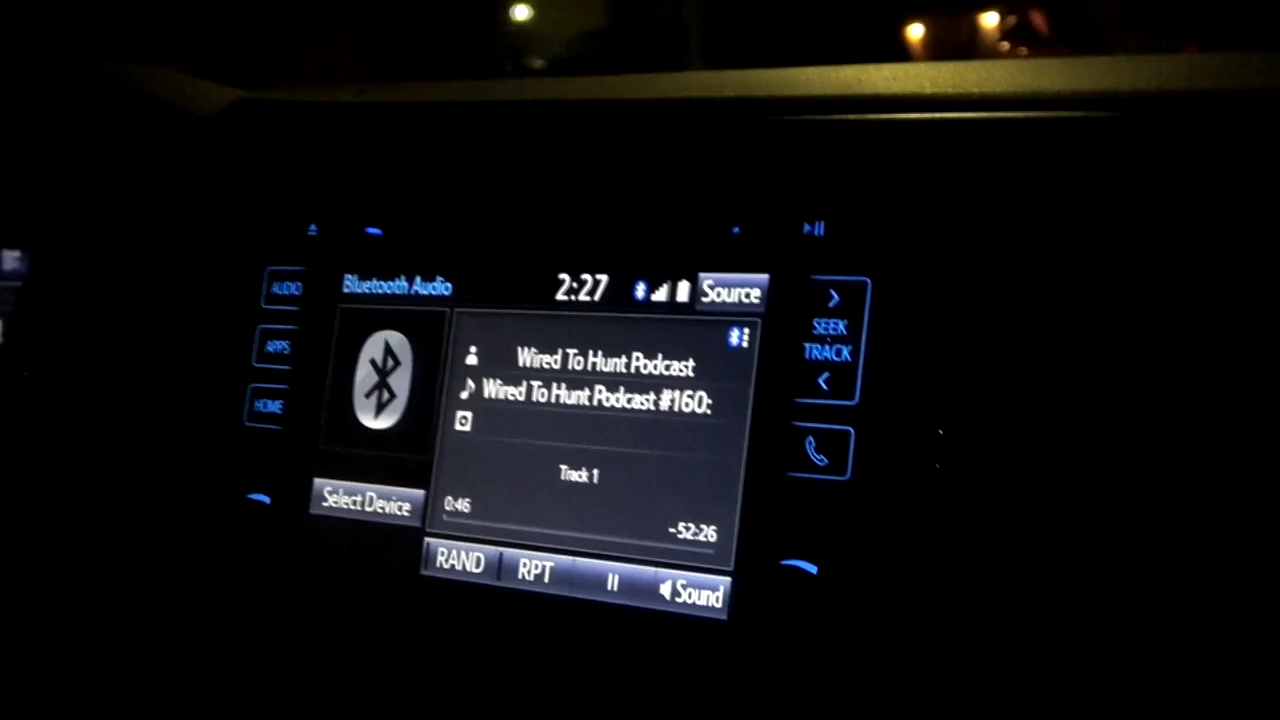 Bluetooth Audio
2:27
Source
AUDIO
APPS
HOME
SEEK
TRACK
Wired To Hunt Podcast
Wired To Hunt Podcast #160:
Track 1
Select Device
0:46
-52:26
RAND
RPT
Sound